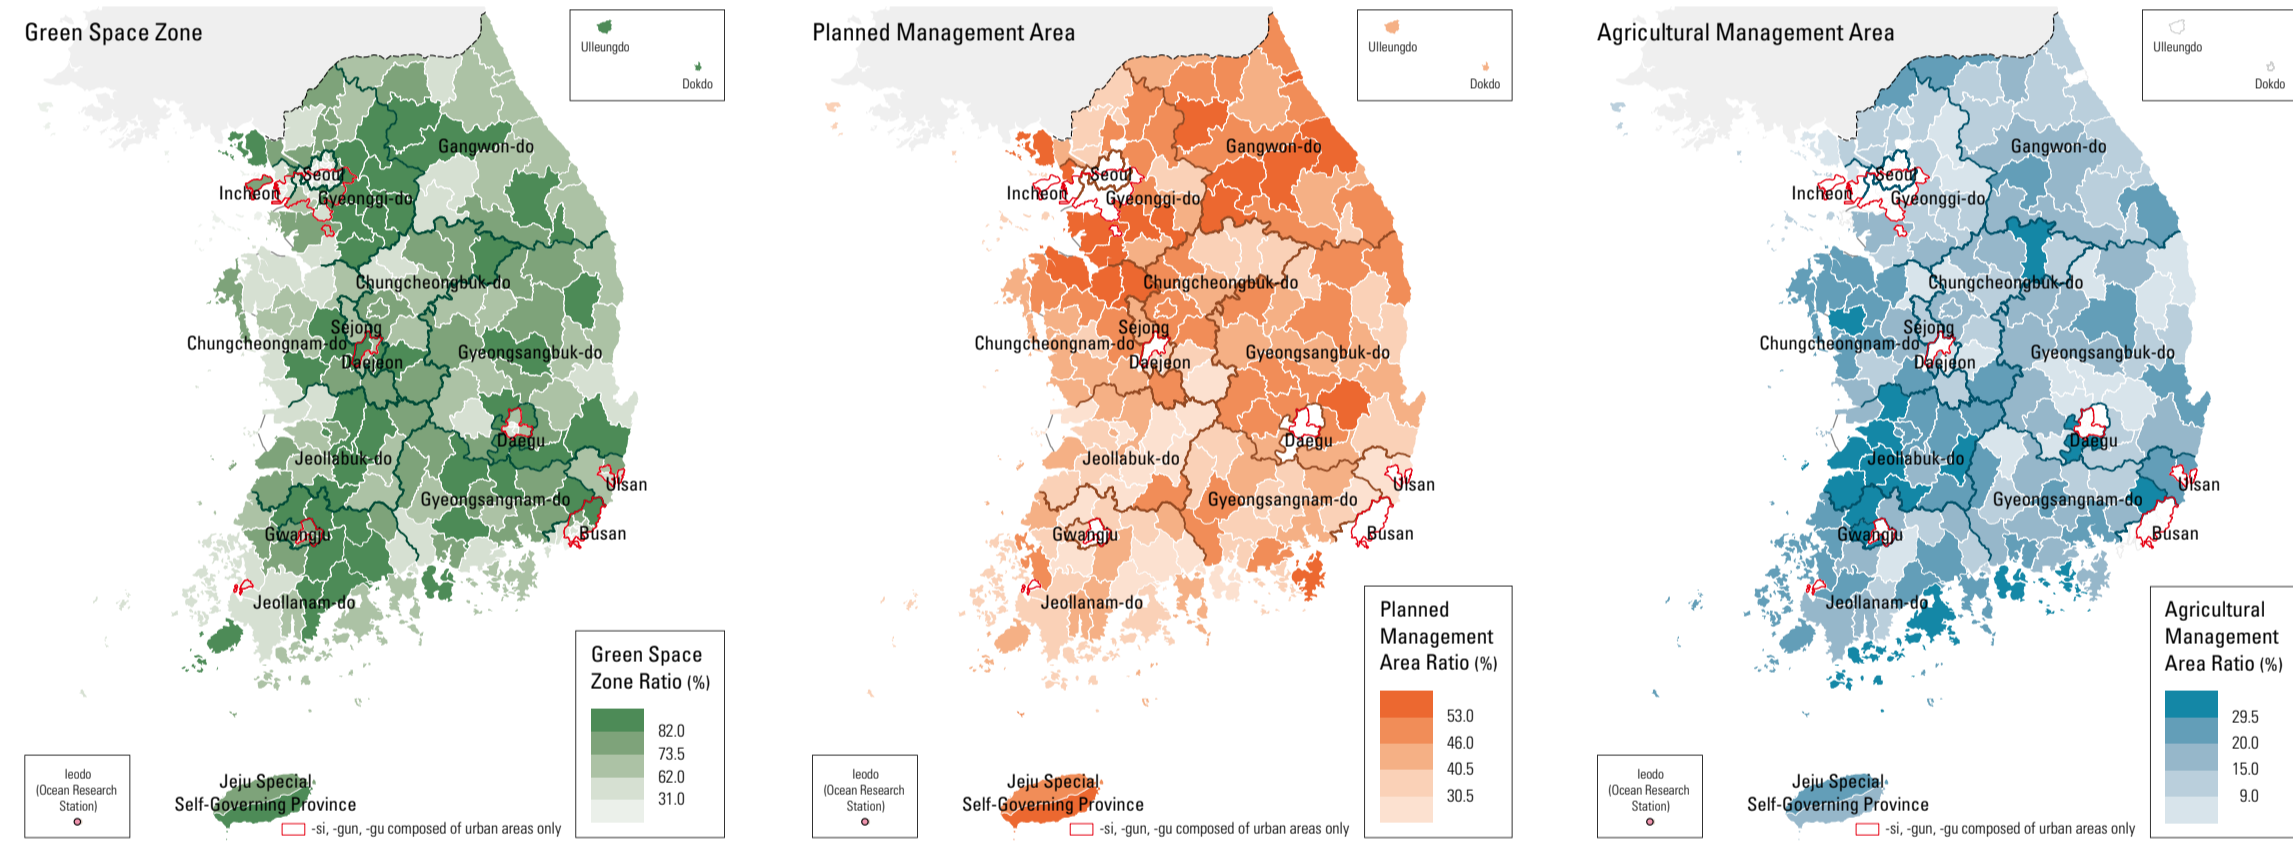 Green Space Zone
Ulleungdo
Dokdo
Gangwon-do
Seoul
Incheon
Gyeonggi-do
Chungcheongbuk-do
Sejong
Chungcheongnam-do
Daejeon
Gyeongsangbuk-do
Daegu
Jeollabuk-do
Ulsan
Gyeongsangnam-do
Gwangju
Busan
Jeollanam-do
Green Space
Zone Ratio (%)
82.0
73.5
62.0
31.0
Ieodo
(Ocean Research
Station)
Jeju Special
Self-Governing Province
-si, -gun, -gu composed of urban areas only
Planned Management Area
Ulleungdo
Dokdo
Gangwon-do
Seoul
Incheon
Gyeonggi-do
Chungcheongbuk-do
Sejong
Chungcheongnam-do
Daejeon
Gyeongsangbuk-do
Daegu
Jeollabuk-do
Ulsan
Gyeongsangnam-do
Gwangju
Busan
Jeollanam-do
Planned
Management
Area Ratio (%)
53.0
46.0
40.5
30.5
Ieodo
(Ocean Research
Station)
Jeju Special
Self-Governing Province
-si, -gun, -gu composed of urban areas only
Agricultural Management Area
Ulleungdo
Dokdo
Gangwon-do
Seoul
Incheon
Gyeonggi-do
Chungcheongbuk-do
Sejong
Chungcheongnam-do
Daejeon
Gyeongsangbuk-do
Daegu
Jeollabuk-do
Ulsan
Gyeongsangnam-do
Gwangju
Busan
Jeollanam-do
Agricultural
Management
Area Ratio (%)
29.5
20.0
15.0
9.0
Ieodo
(Ocean Research
Station)
Jeju Special
Self-Governing Province
-si, -gun, -gu composed of urban areas only